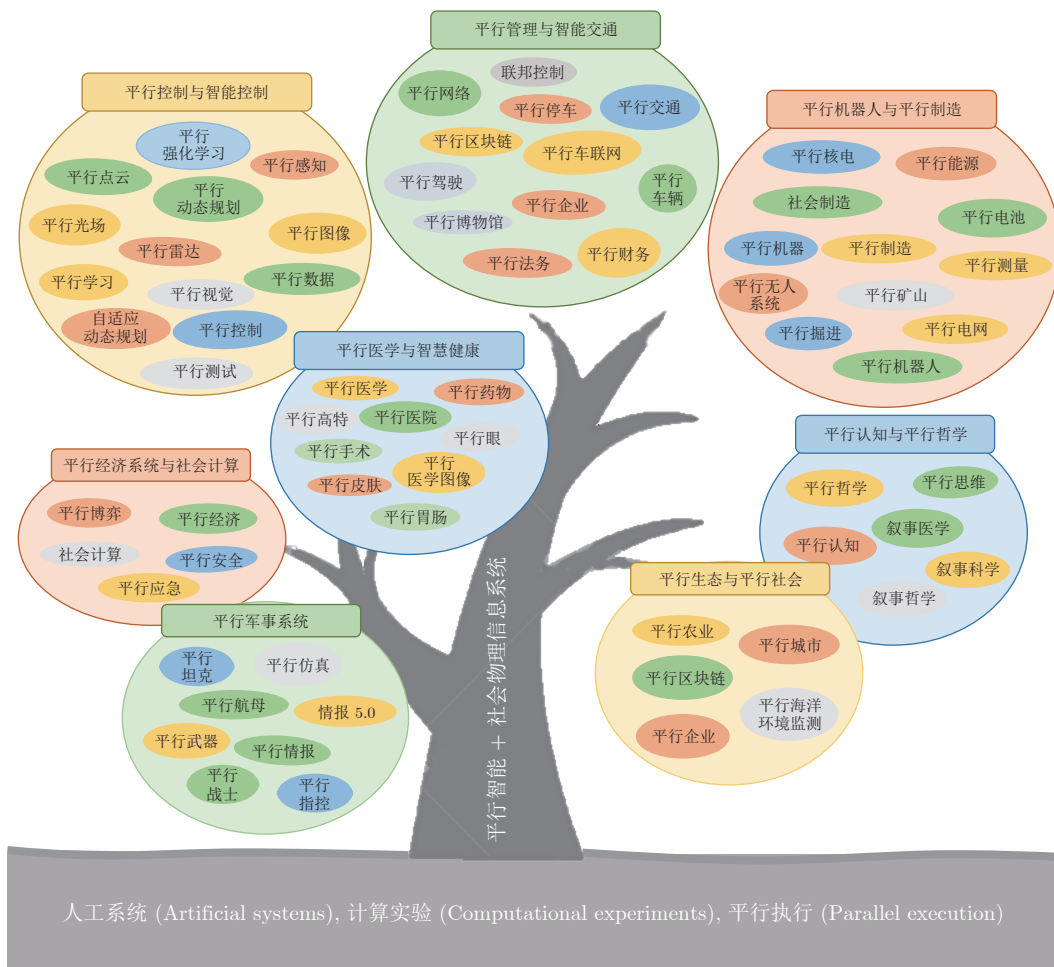 平行管理与智能交通
联邦控制
平行网络
平行停车
平行交通
平行区块链
平行车联网
平行驾驶
平行
车辆
平行企业
平行博物馆
平行法务
平行财务
平行控制与智能控制
平行
强化学习
平行感知
平行点云
平行
动态规划
平行光场
平行图像
平行雷达
平行学习
平行数据
平行视觉
自适应
动态规划
平行控制
平行测试
平行机器人与平行制造
平行核电
平行能源
社会制造
平行电池
平行机器
平行制造
平行测量
平行无人
系统
平行矿山
平行掘进
平行电网
平行机器人
平行医学与智慧健康
平行医学
平行药物
平行高特
平行医院
平行眼
平行手术
平行
医学图像
平行皮肤
平行胃肠
平行认知与平行哲学
平行哲学
平行思维
叙事医学
平行认知
叙事科学
叙事哲学
平行经济系统与社会计算
平行博弈
平行经济
社会计算
平行安全
平行应急
平行生态与平行社会
平行农业
平行城市
平行区块链
平行海洋
环境监测
平行企业
平行军事系统
平行
坦克
平行仿真
平行航母
情报 5.0
平行武器
平行情报
平行
战士
平行
指控
平行智能 + 社会物理信息系统
人工系统 (Artificial systems), 计算实验 (Computational experiments), 平行执行 (Parallel execution)